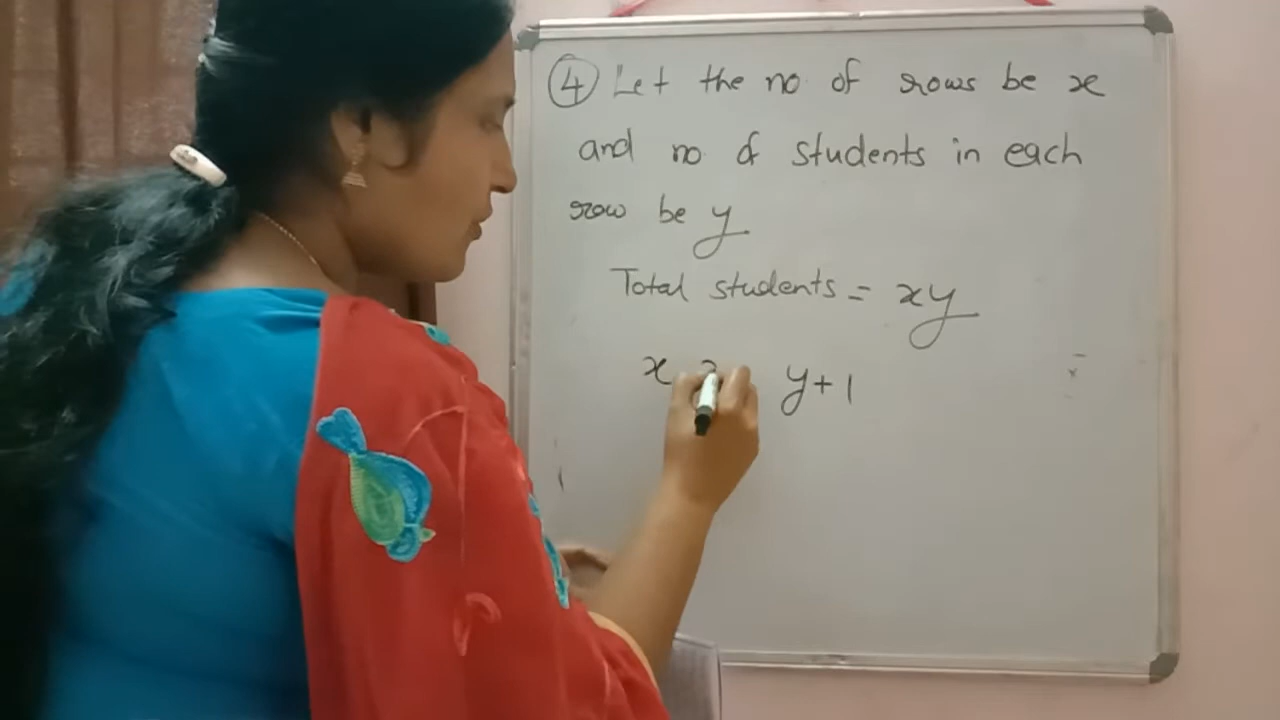 ④ Let the no of rows be x
and no. of students in each
row be y
Total students = xy
x y+1